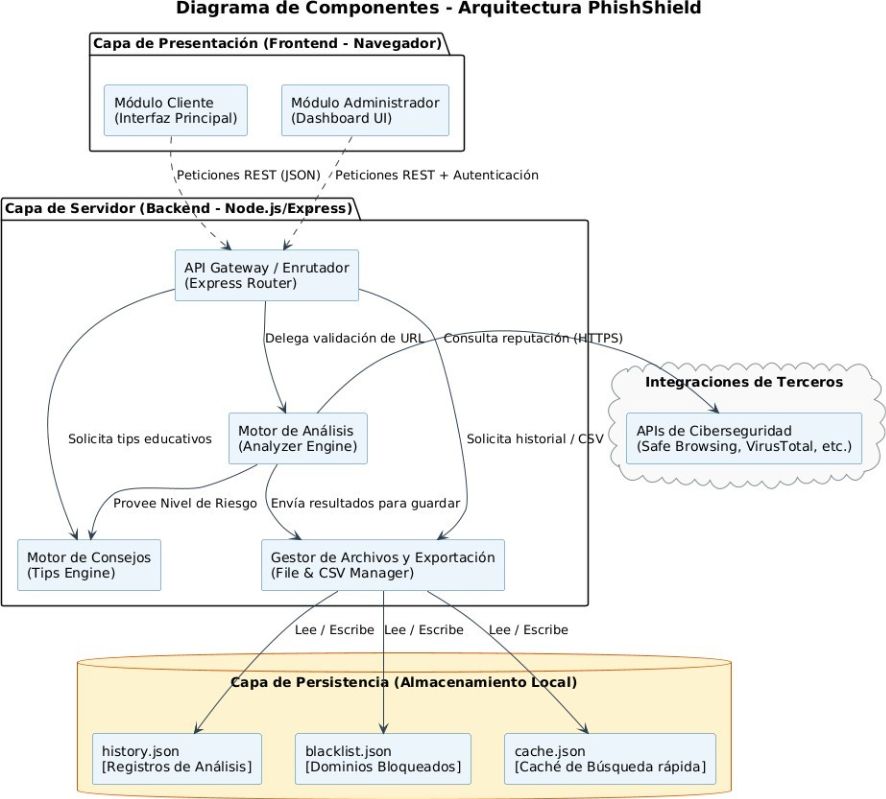 Diagrama de Componentes - Arquitectura PhishShield
Capa de Presentación (Frontend - Navegador)
Módulo Cliente
(Interfaz Principal)
Módulo Administrador
(Dashboard UI)
Peticiones REST (JSON)
Peticiones REST + Autenticación
Capa de Servidor (Backend - Node.js/Express)
API Gateway / Enrutador
(Express Router)
Delega validación de URL
Consulta reputación (HTTPS)
Integraciones de Terceros
APIs de Ciberseguridad
(Safe Browsing, VirusTotal, etc.)
Motor de Análisis
(Analyzer Engine)
Solicita tips educativos
Solicita historial / CSV
Provee Nivel de Riesgo
Envía resultados para guardar
Motor de Consejos
(Tips Engine)
Gestor de Archivos y Exportación
(File & CSV Manager)
Lee / Escribe
Lee / Escribe
Lee / Escribe
Capa de Persistencia (Almacenamiento Local)
history.json
[Registros de Análisis]
blacklist.json
[Dominios Bloqueados]
cache.json
[Caché de Búsqueda rápida]